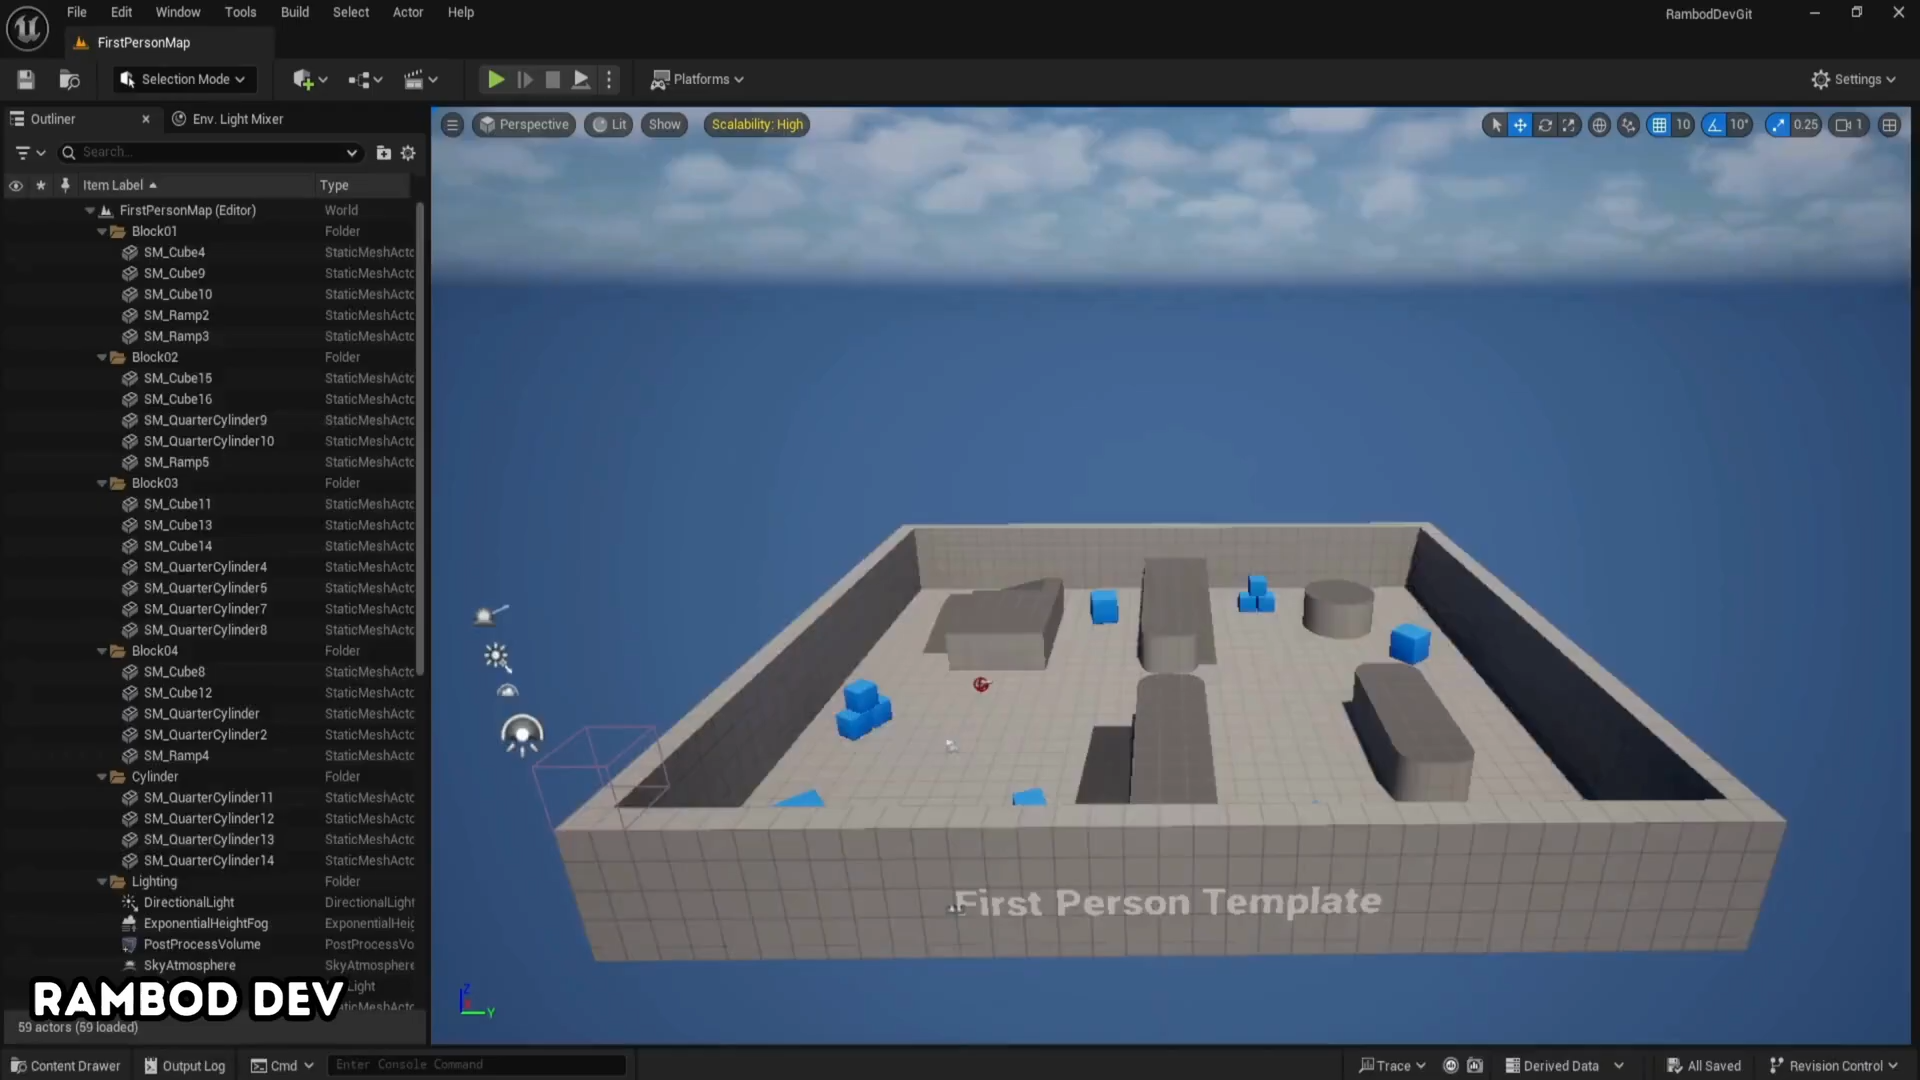 File Edit Window Tools Build Select Actor Help
RambodDevGit
FirstPersonMap
Selection Mode
Platforms
Settings
Outliner
Env. Light Mixer
Perspective
Lit
Show
Scalability: High
10
10°
0.25
1
Search...
Item Label Type
FirstPersonMap (Editor) World
Block01 Folder
SM_Cube4 StaticMeshActo
SM_Cube9 StaticMeshActo
SM_Cube10 StaticMeshActo
SM_Ramp2 StaticMeshActo
SM_Ramp3 StaticMeshActo
Block02 Folder
SM_Cube15 StaticMeshActo
SM_Cube16 StaticMeshActo
SM_QuarterCylinder9 StaticMeshActo
SM_QuarterCylinder10 StaticMeshActo
SM_Ramp5 StaticMeshActo
Block03 Folder
SM_Cube11 StaticMeshActo
SM_Cube13 StaticMeshActo
SM_Cube14 StaticMeshActo
SM_QuarterCylinder4 StaticMeshActo
SM_QuarterCylinder5 StaticMeshActo
SM_QuarterCylinder7 StaticMeshActo
SM_QuarterCylinder8 StaticMeshActo
Block04 Folder
SM_Cube8 StaticMeshActo
SM_Cube12 StaticMeshActo
SM_QuarterCylinder StaticMeshActo
SM_QuarterCylinder2 StaticMeshActo
SM_Ramp4 StaticMeshActo
Cylinder Folder
SM_QuarterCylinder11 StaticMeshActo
SM_QuarterCylinder12 StaticMeshActo
SM_QuarterCylinder13 StaticMeshActo
SM_QuarterCylinder14 StaticMeshActo
Lighting Folder
DirectionalLight DirectionalLight
ExponentialHeightFog ExponentialHeig
PostProcessVolume PostProcessVo
SkyAtmosphere SkyAtmosphere
Light
RAMBOD DEV
59 actors (59 loaded)
First Person Template
Z
Y
Content Drawer
Output Log
Cmd
Enter Console Command
Trace
Derived Data
All Saved
Revision Control